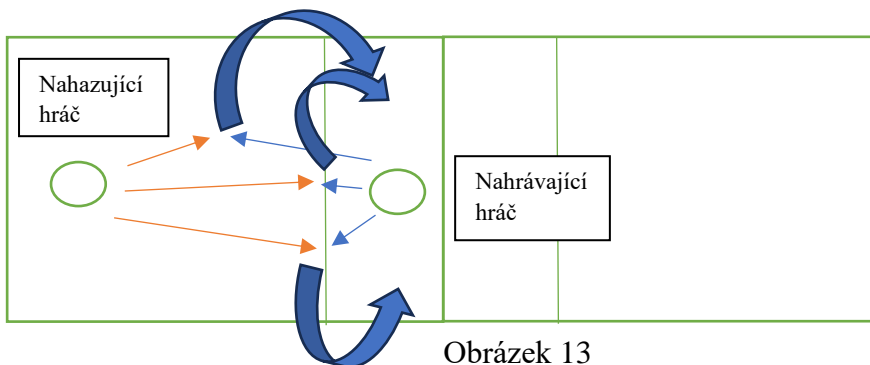 Nahazující
hráč
Nahrávající
hráč
Obrázek 13